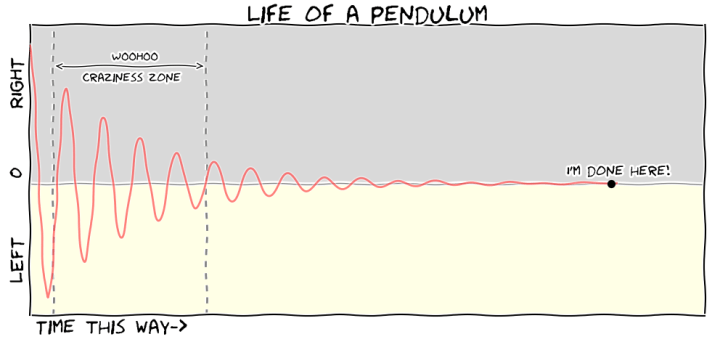 LIFE OF A PENDULUM
WOOHOO
CRAZINESS ZONE
RIGHT
0
I'M DONE HERE!
LEFT
TIME THIS WAY->